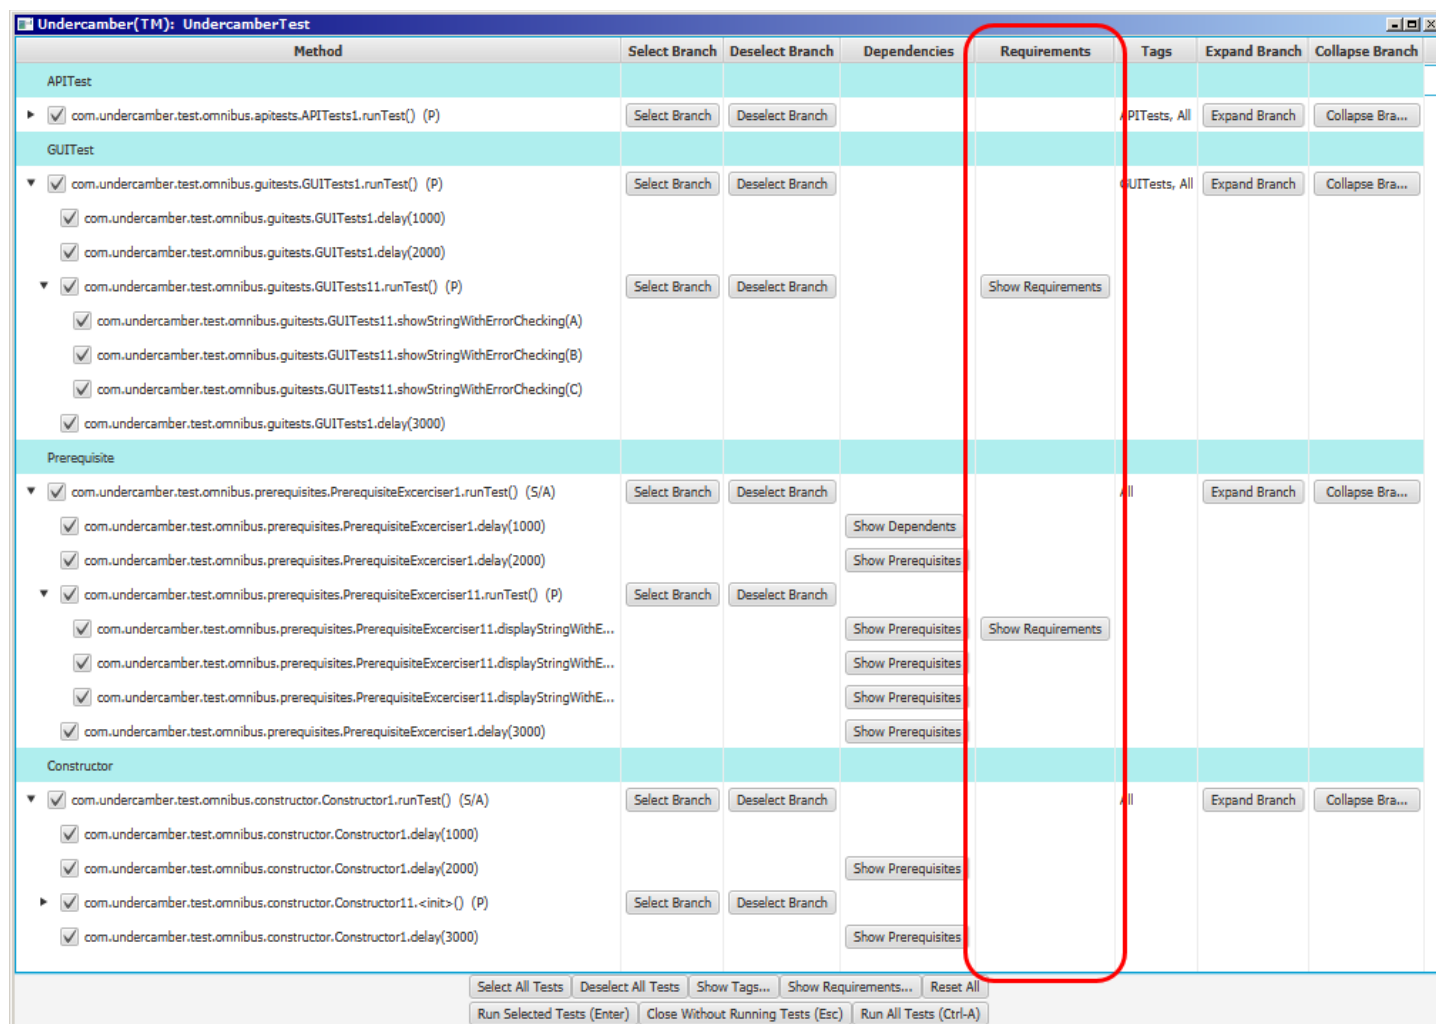 Undercamber(TM): UndercamberTest
Method Select Branch Deselect Branch Dependencies Requirements Tags Expand Branch Collapse Branch
APITest
com.undercamber.test.omnibus.apitests.APITests1.runTest() (P) Select Branch Deselect Branch APITests, All Expand Branch Collapse Bra...
GUITest
com.undercamber.test.omnibus.guitests.GUITests1.runTest() (P) Select Branch Deselect Branch GUITests, All Expand Branch Collapse Bra...
com.undercamber.test.omnibus.guitests.GUITests1.delay(1000)
com.undercamber.test.omnibus.guitests.GUITests1.delay(2000)
com.undercamber.test.omnibus.guitests.GUITests11.runTest() (P) Select Branch Deselect Branch Show Requirements
com.undercamber.test.omnibus.guitests.GUITests11.showStringWithErrorChecking(A)
com.undercamber.test.omnibus.guitests.GUITests11.showStringWithErrorChecking(B)
com.undercamber.test.omnibus.guitests.GUITests11.showStringWithErrorChecking(C)
com.undercamber.test.omnibus.guitests.GUITests1.delay(3000)
Prerequisite
com.undercamber.test.omnibus.prerequisites.PrerequisiteExcerciser1.runTest() (S/A) Select Branch Deselect Branch All Expand Branch Collapse Bra...
com.undercamber.test.omnibus.prerequisites.PrerequisiteExcerciser1.delay(1000) Show Dependents
com.undercamber.test.omnibus.prerequisites.PrerequisiteExcerciser1.delay(2000) Show Prerequisites
com.undercamber.test.omnibus.prerequisites.PrerequisiteExcerciser11.runTest() (P) Select Branch Deselect Branch
com.undercamber.test.omnibus.prerequisites.PrerequisiteExcerciser11.displayStringWithE... Show Prerequisites Show Requirements
com.undercamber.test.omnibus.prerequisites.PrerequisiteExcerciser11.displayStringWithE... Show Prerequisites
com.undercamber.test.omnibus.prerequisites.PrerequisiteExcerciser11.displayStringWithE... Show Prerequisites
com.undercamber.test.omnibus.prerequisites.PrerequisiteExcerciser1.delay(3000) Show Prerequisites
Constructor
com.undercamber.test.omnibus.constructor.Constructor1.runTest() (S/A) Select Branch Deselect Branch All Expand Branch Collapse Bra...
com.undercamber.test.omnibus.constructor.Constructor1.delay(1000)
com.undercamber.test.omnibus.constructor.Constructor1.delay(2000) Show Prerequisites
com.undercamber.test.omnibus.constructor.Constructor11.<init>() (P) Select Branch Deselect Branch
com.undercamber.test.omnibus.constructor.Constructor1.delay(3000) Show Prerequisites
Select All Tests Deselect All Tests Show Tags... Show Requirements... Reset All
Run Selected Tests (Enter) Close Without Running Tests (Esc) Run All Tests (Ctrl-A)